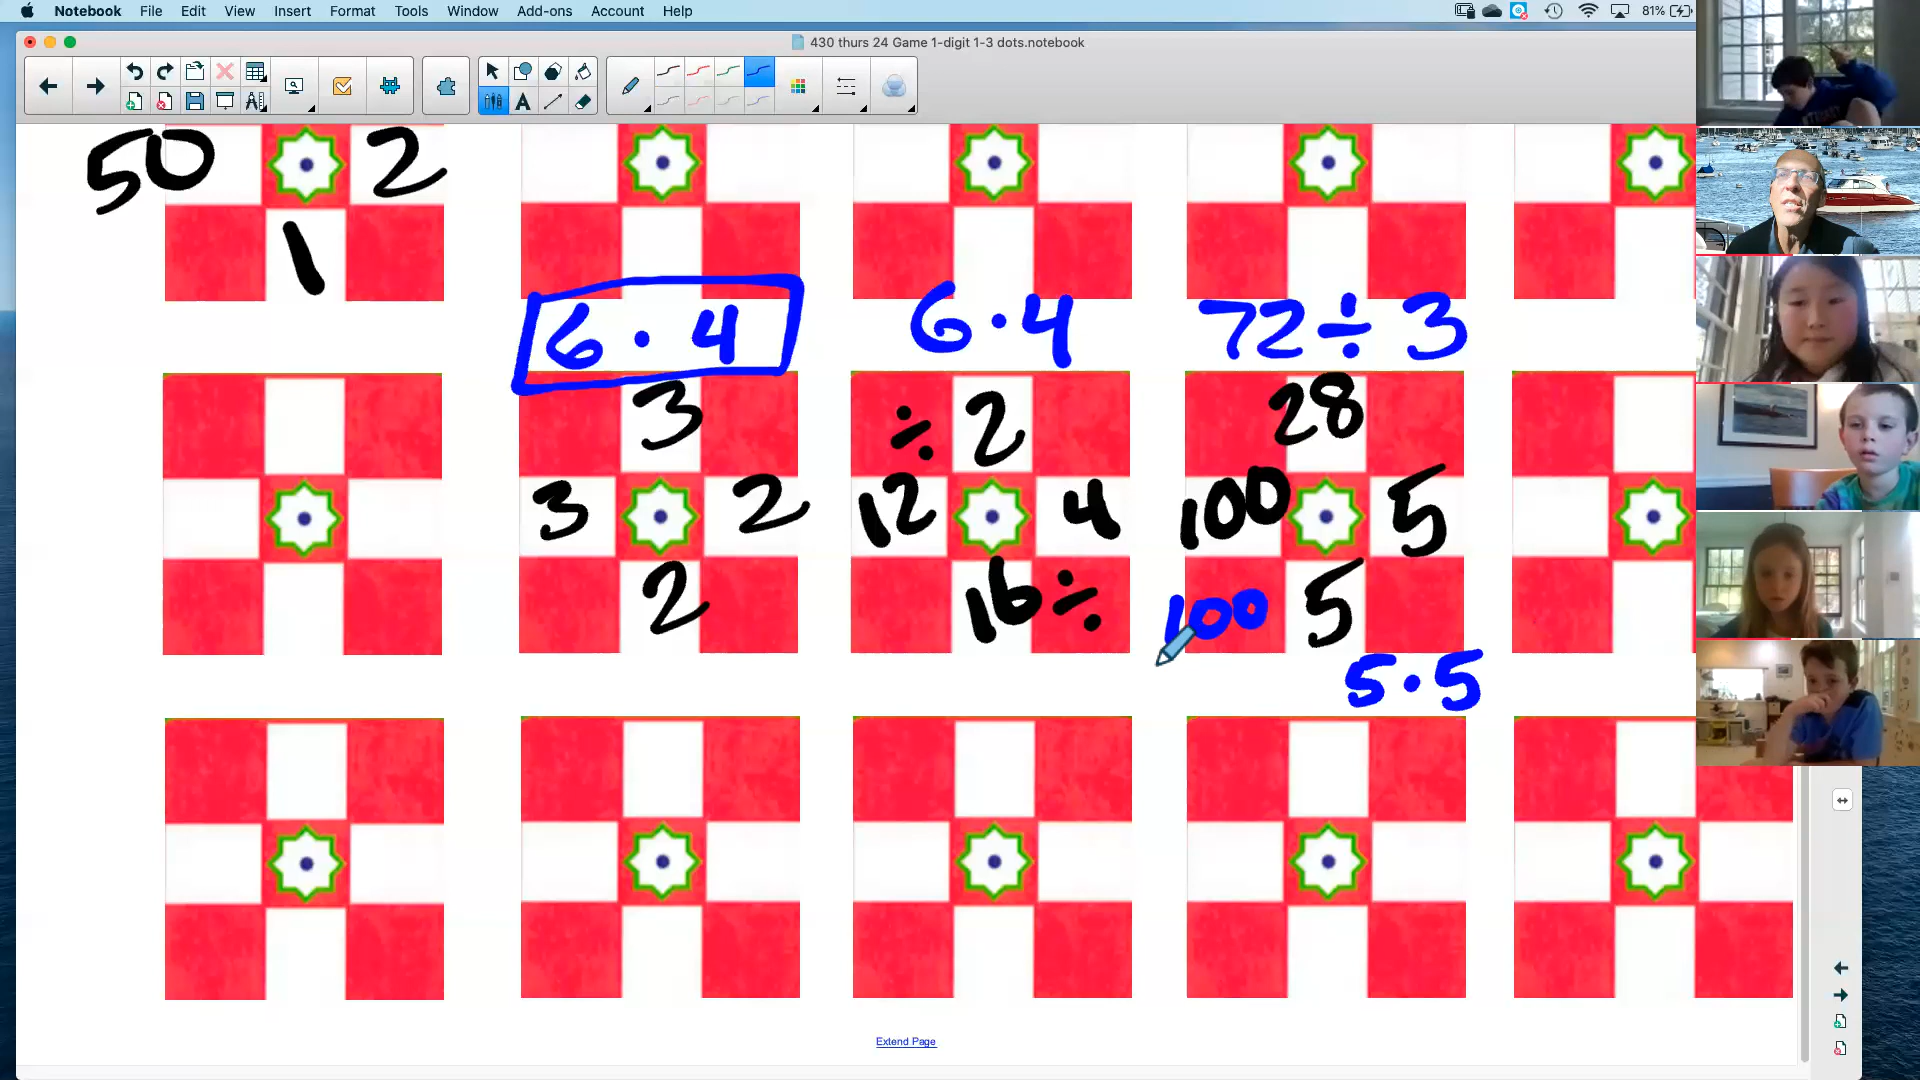 Notebook File Edit View Insert Format Tools Window Add-ons Account Help 81%
430 thurs 24 Game 1-digit 1-3 dots.notebook
A
50 2
1
6 · 4 6 · 4 72 ÷ 3
3 ÷ 2 28
3 2 12 4 100 5
2 16 ÷ 100 5
5 · 5
Extend Page